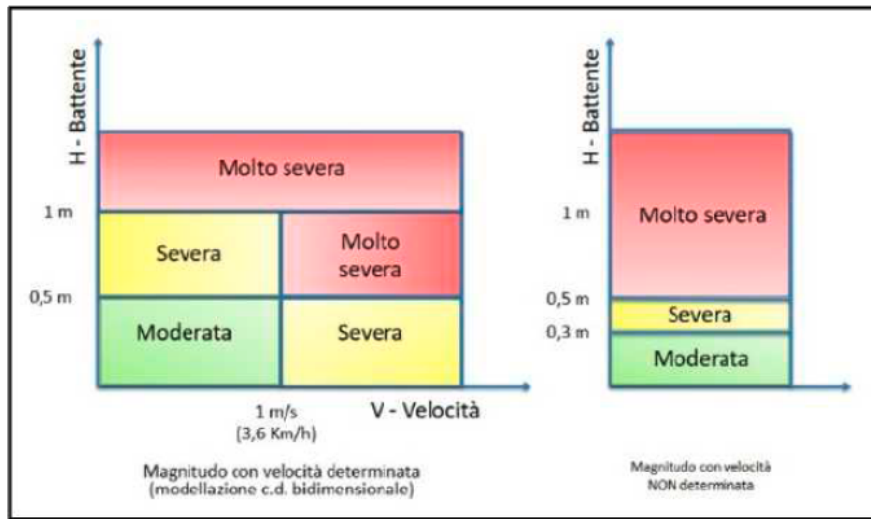 H - Battente
Molto severa
1 m
Severa
Molto
severa
0,5 m
Moderata
Severa
1 m/s
(3,6 Km/h)
V - Velocità
Magnitudo con velocità determinata
(modellazione c.d. bidimensionale)
H - Battente
1 m
Molto severa
0,5 m
Severa
0,3 m
Moderata
Magnitudo con velocità
NON determinata